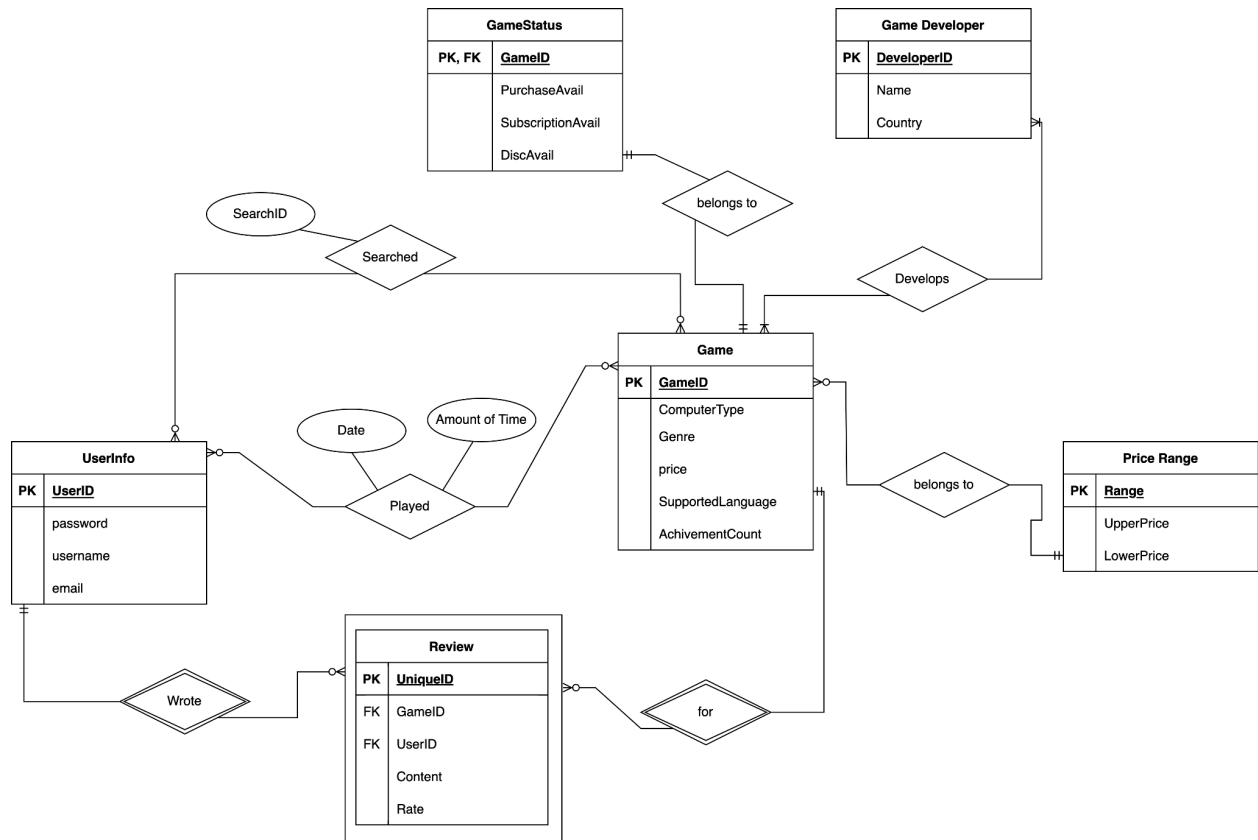 GameStatus
PK, FK GameID
PurchaseAvail
SubscriptionAvail
DiscAvail
Game Developer
PK DeveloperID
Name
Country
belongs to
SearchID
Searched
Develops
Game
PK GameID
ComputerType
Genre
price
SupportedLanguage
AchivementCount
Date
Amount of Time
Played
UserInfo
PK UserID
password
username
email
belongs to
Price Range
PK Range
UpperPrice
LowerPrice
Wrote
Review
PK UniqueID
FK GameID
FK UserID
Content
Rate
for